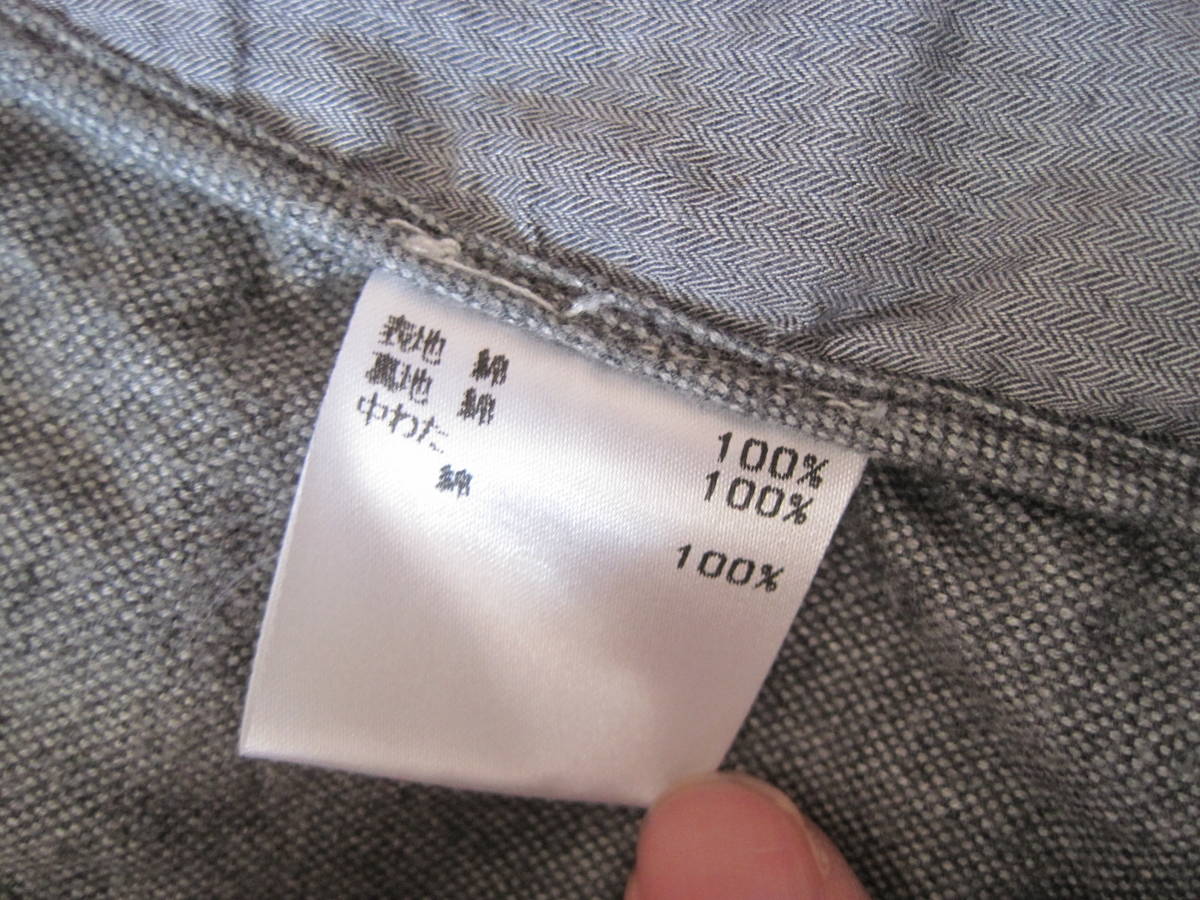 表地 綿 100%
裏地 綿 100%
中わた
綿 100%